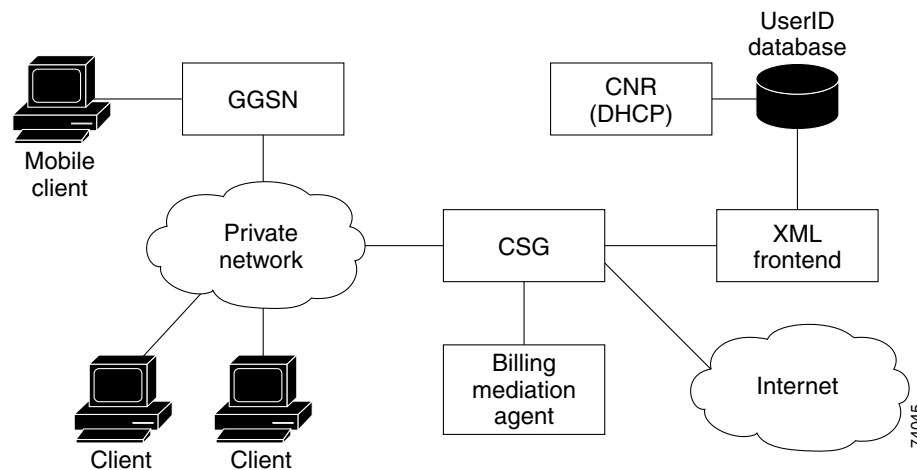 UserID
database
GGSN
CNR
(DHCP)
Mobile
client
Private
network
CSG
XML
frontend
Billing
mediation
agent
Internet
Client
Client
74045